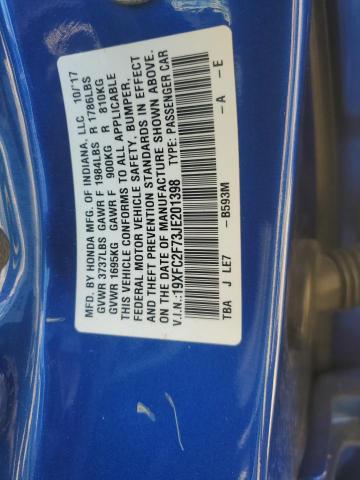 MFD. BY HONDA MFG. OF INDIANA, LLC 10/17
GVWR 3737LBS GAWR F 1984LBS R 1786LBS
GVWR 1695KG GAWR F 900KG R 810KG
THIS VEHICLE CONFORMS TO ALL APPLICABLE
FEDERAL MOTOR VEHICLE SAFETY, BUMPER,
AND THEFT PREVENTION STANDARDS IN EFFECT
ON THE DATE OF MANUFACTURE SHOWN ABOVE.
V.I.N.:19XFC2F73JE201398 TYPE: PASSENGER CAR
TBA J LE7 - B593M - A - E